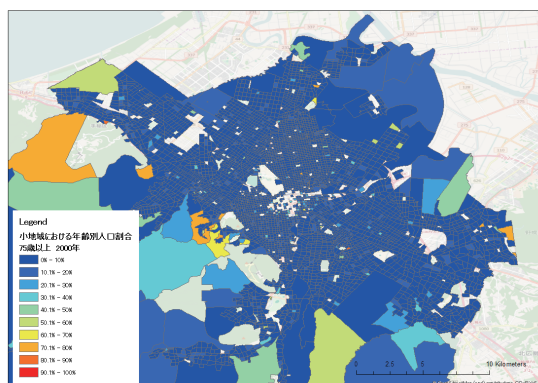 Legend
小地域における年齢別人口割合
75歳以上 2000年
0% - 10%
10.1% - 20%
20.1% - 30%
30.1% - 40%
40.1% - 50%
50.1% - 60%
60.1% - 70%
70.1% - 80%
80.1% - 90%
90.1% - 100%
0 2.5 5 10 Kilometers